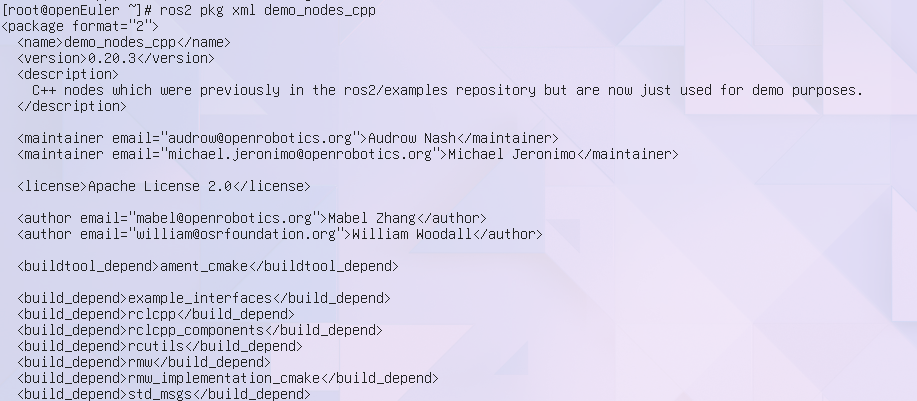 [root@openEuler ~]# ros2 pkg xml demo_nodes_cpp
<package format="2">
  <name>demo_nodes_cpp</name>
  <version>0.20.3</version>
  <description>
    C++ nodes which were previously in the ros2/examples repository but are now just used for demo purposes.
  </description>

  <maintainer email="audrow@openrobotics.org">Audrow Nash</maintainer>
  <maintainer email="michael.jeronimo@openrobotics.org">Michael Jeronimo</maintainer>

  <license>Apache License 2.0</license>

  <author email="mabel@openrobotics.org">Mabel Zhang</author>
  <author email="william@osrfoundation.org">William Woodall</author>

  <buildtool_depend>ament_cmake</buildtool_depend>

  <build_depend>example_interfaces</build_depend>
  <build_depend>rclcpp</build_depend>
  <build_depend>rclcpp_components</build_depend>
  <build_depend>rcutils</build_depend>
  <build_depend>rmw</build_depend>
  <build_depend>rmw_implementation_cmake</build_depend>
  <build_depend>std_msgs</build_depend>